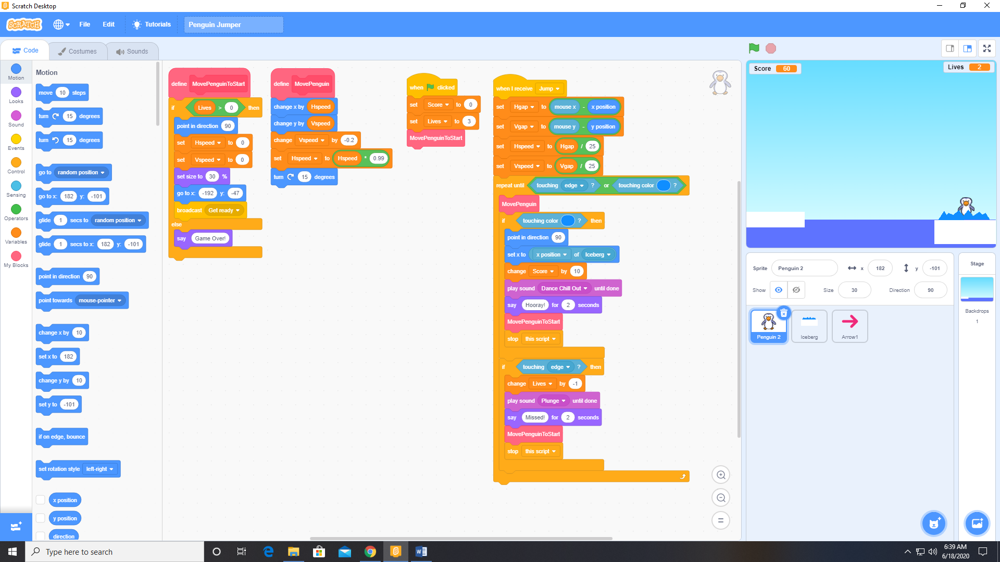 Scratch Desktop
SCRATCH File Edit Tutorials Penguin Jumper
Code Costumes Sounds
Motion
Looks
Sound
Events
Control
Sensing
Operators
Variables
My Blocks
Motion
move 10 steps
turn 15 degrees
turn 15 degrees
go to random position
go to x: 182 y: -101
glide 1 secs to random position
glide 1 secs to x: 182 y: -101
point in direction 90
point towards mouse-pointer
change x by 10
set x to 182
change y by 10
set y to -101
if on edge, bounce
set rotation style left-right
x position
y position
direction
define MovePenguinToStart
if Lives > 0 then
point in direction 90
set Hspeed to 0
set Vspeed to 0
set size to 30 %
go to x: -192 y: -47
broadcast Get ready
else
say Game Over!
define MovePenguin
change x by Hspeed
change y by Vspeed
change Vspeed by -0.2
set Hspeed to Hspeed * 0.99
turn 15 degrees
when clicked
set Score to 0
set Lives to 3
MovePenguinToStart
when I receive Jump
set Hgap to mouse x - x position
set Vgap to mouse y - y position
set Hspeed to Hgap / 25
set Vspeed to Vgap / 25
repeat until touching edge ? or touching color ?
MovePenguin
if touching color ? then
point in direction 90
set x to x position of Iceberg
change Score by 10
play sound Dance Chill Out until done
say Hooray! for 2 seconds
MovePenguinToStart
stop this script
if touching edge ? then
change Lives by -1
play sound Plunge until done
say Missed! for 2 seconds
MovePenguinToStart
stop this script
Score 60
Lives 2
Sprite Penguin 2 x 182 y -101
Show Size 30 Direction 90
Penguin 2 Iceberg Arrow1
Stage
Backdrops
1
Type here to search
6:39 AM
6/18/2020